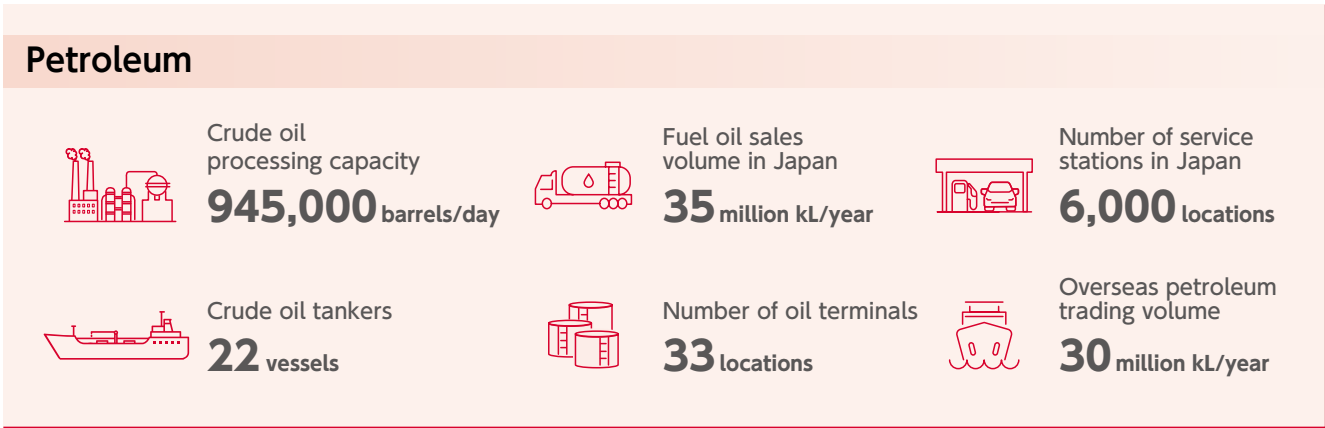 Petroleum
Crude oil
processing capacity
945,000 barrels/day
Fuel oil sales
volume in Japan
35 million kL/year
Number of service
stations in Japan
6,000 locations
Crude oil tankers
22 vessels
Number of oil terminals
33 locations
Overseas petroleum
trading volume
30 million kL/year